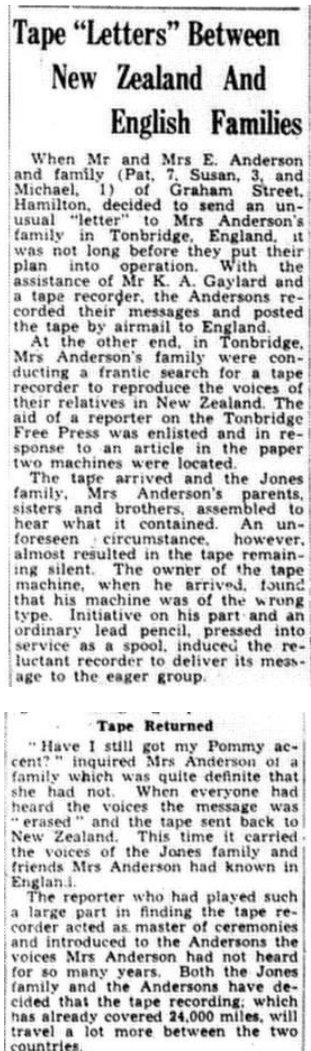 Tape "Letters" Between
New Zealand And
English Families
When Mr and Mrs E. Anderson
and family (Pat, 7, Susan, 3, and
Michael, 1) of Graham Street,
Hamilton, decided to send an un-
usual "letter" to Mrs Anderson's
family in Tonbridge, England, it
was not long before they put their
plan into operation. With the
assistance of Mr K. A. Gaylard and
a tape recorder, the Andersons re-
corded their messages and posted
the tape by airmail to England.
At the other end, in Tonbridge,
Mrs Anderson's family were con-
ducting a frantic search for a tape
recorder to reproduce the voices of
their relatives in New Zealand. The
aid of a reporter on the Tonbridge
Free Press was enlisted and in re-
sponse to an article in the paper
two machines were located.
The tape arrived and the Jones
family, Mrs Anderson's parents,
sisters and brothers, assembled to
hear what it contained. An un-
foreseen circumstance, however,
almost resulted in the tape remain-
ing silent. The owner of the tape
machine, when he arrived, found
that his machine was of the wrong
type. Initiative on his part and an
ordinary lead pencil, pressed into
service as a spool, induced the re-
luctant recorder to deliver its mess-
age to the eager group.
Tape Returned
"Have I still got my Pommy ac-
cent?" inquired Mrs Anderson of a
family which was quite definite that
she had not. When everyone had
heard the voices the message was
"erased" and the tape sent back to
New Zealand. This time it carried
the voices of the Jones family and
friends Mrs Anderson had known in
England.
The reporter who had played such
a large part in finding the tape re-
corder acted as master of ceremonies
and introduced to the Andersons the
voices Mrs Anderson had not heard
for so many years. Both the Jones
family and the Andersons have de-
cided that the tape recording, which
has already covered 24,000 miles, will
travel a lot more between the two
countries.